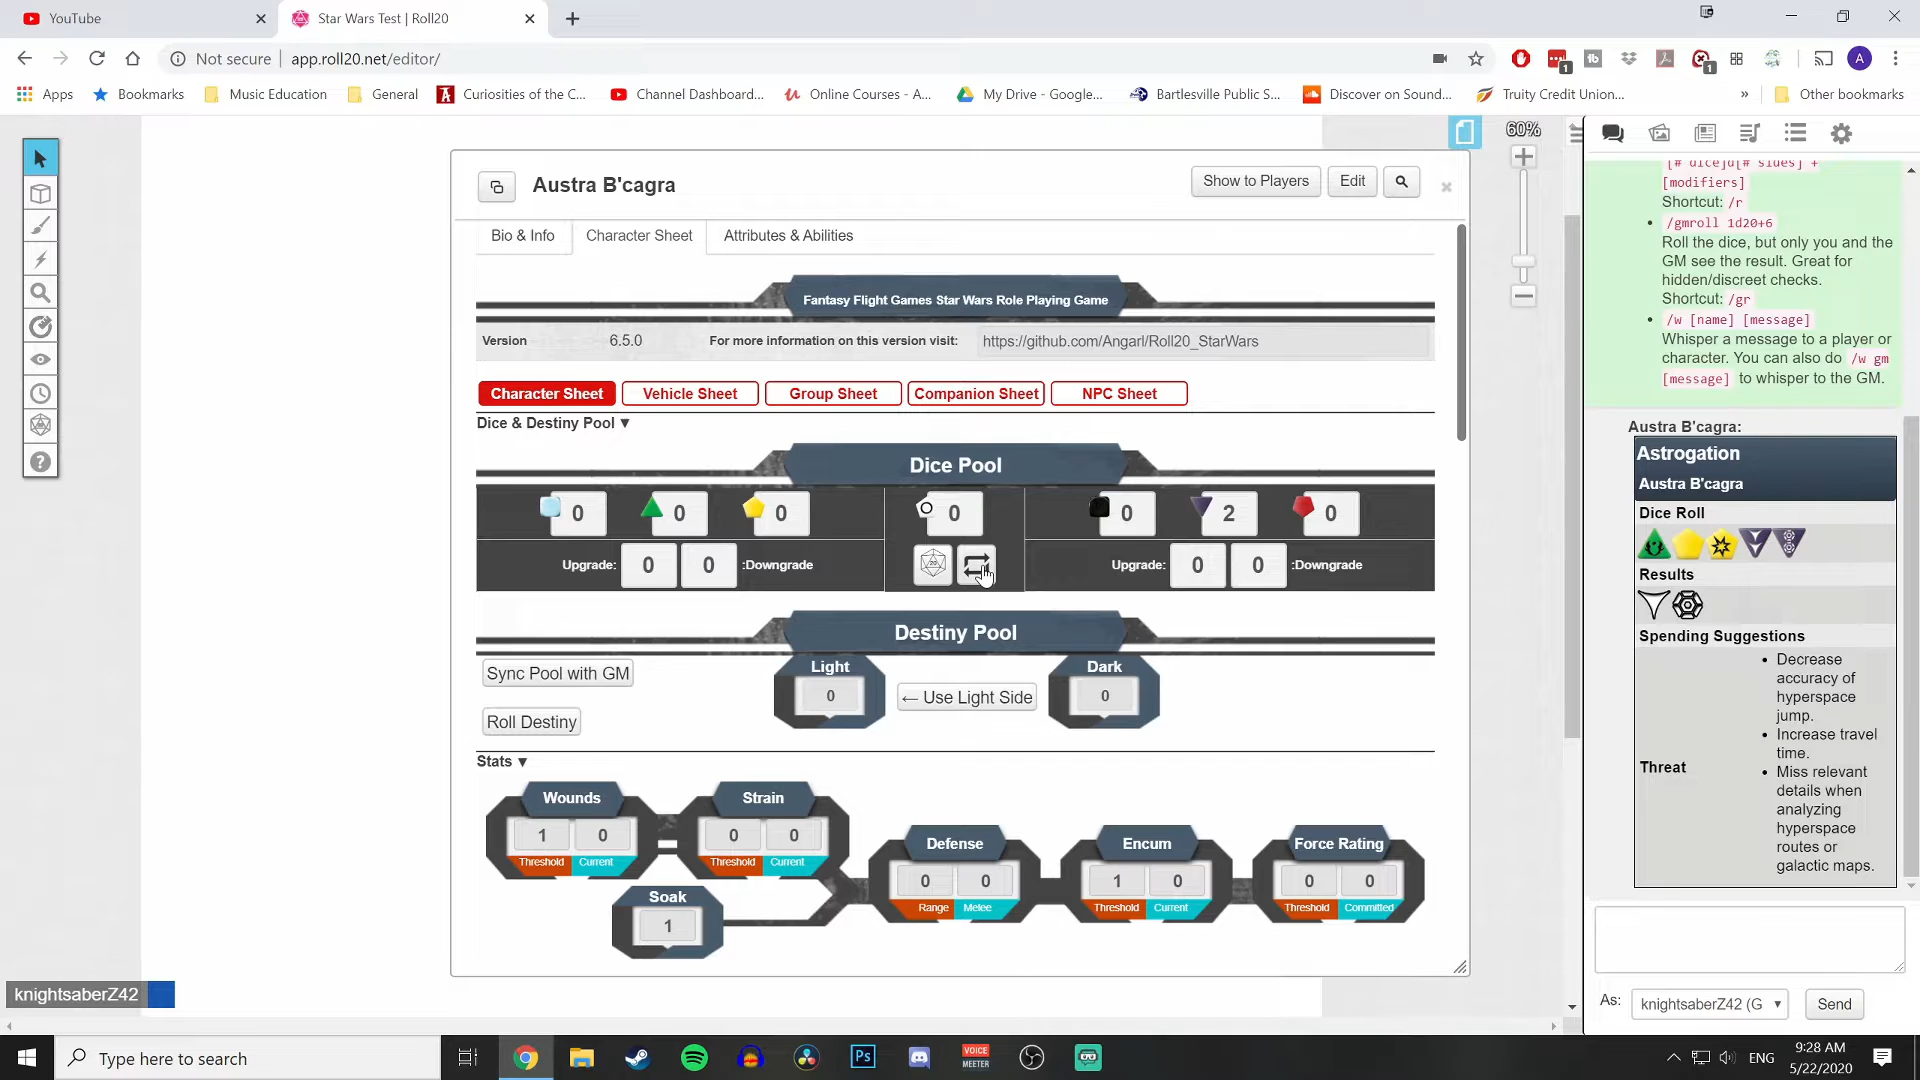 YouTube
Star Wars Test | Roll20
Not secure
app.roll20.net/editor/
1
1
A
Apps
Bookmarks
Music Education
General
Curiosities of the C...
Channel Dashboard...
Online Courses - A...
My Drive - Google...
Bartlesville Public S...
Discover on Sound...
Truity Credit Union...
»
Other bookmarks
60%
Austra B'cagra
Show to Players
Edit
Bio & Info
Character Sheet
Attributes & Abilities
Fantasy Flight Games Star Wars Role Playing Game
Version
6.5.0
For more information on this version visit:
https://github.com/Angarl/Roll20_StarWars
Character Sheet
Vehicle Sheet
Group Sheet
Companion Sheet
NPC Sheet
Dice & Destiny Pool ▼
Dice Pool
0
0
0
0
0
2
0
Upgrade:
0
0
:Downgrade
Upgrade:
0
0
:Downgrade
Destiny Pool
Sync Pool with GM
Light
0
← Use Light Side
Dark
0
Roll Destiny
Stats ▼
Wounds
1
0
Threshold
Current
Strain
0
0
Threshold
Current
Soak
1
Defense
0
0
Range
Melee
Encum
1
0
Threshold
Current
Force Rating
0
0
Threshold
Committed
knightsaberZ42
[# dice]d[# sides] +
[modifiers]
Shortcut: /r
/gmroll 1d20+6
Roll the dice, but only you and the
GM see the result. Great for
hidden/discreet checks.
Shortcut: /gr
/w [name] [message]
Whisper a message to a player or
character. You can also do /w gm
[message] to whisper to the GM.
Austra B'cagra:
Astrogation
Austra B'cagra
Dice Roll
Results
Spending Suggestions
Threat
Decrease
accuracy of
hyperspace
jump.
Increase travel
time.
Miss relevant
details when
analyzing
hyperspace
routes or
galactic maps.
As:
knightsaberZ42 (G
Send
Type here to search
Ps
VOICE
MEETER
ENG
9:28 AM
5/22/2020